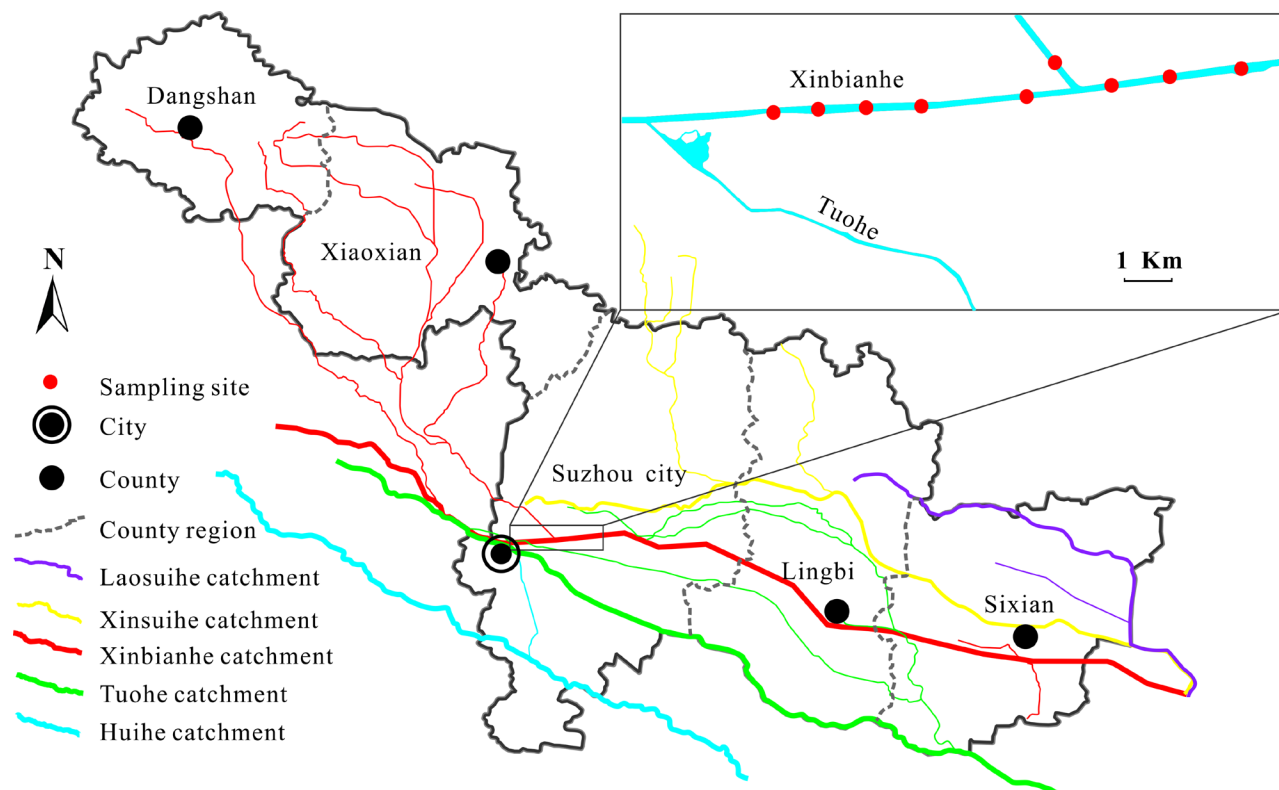 Dangshan
Xiaoxian
Xinbianhe
Tuohe
1 Km
N
Sampling site
City
County
County region
Laosuihe catchment
Xinsuihe catchment
Xinbianhe catchment
Tuohe catchment
Huihe catchment
Suzhou city
Lingbi
Sixian